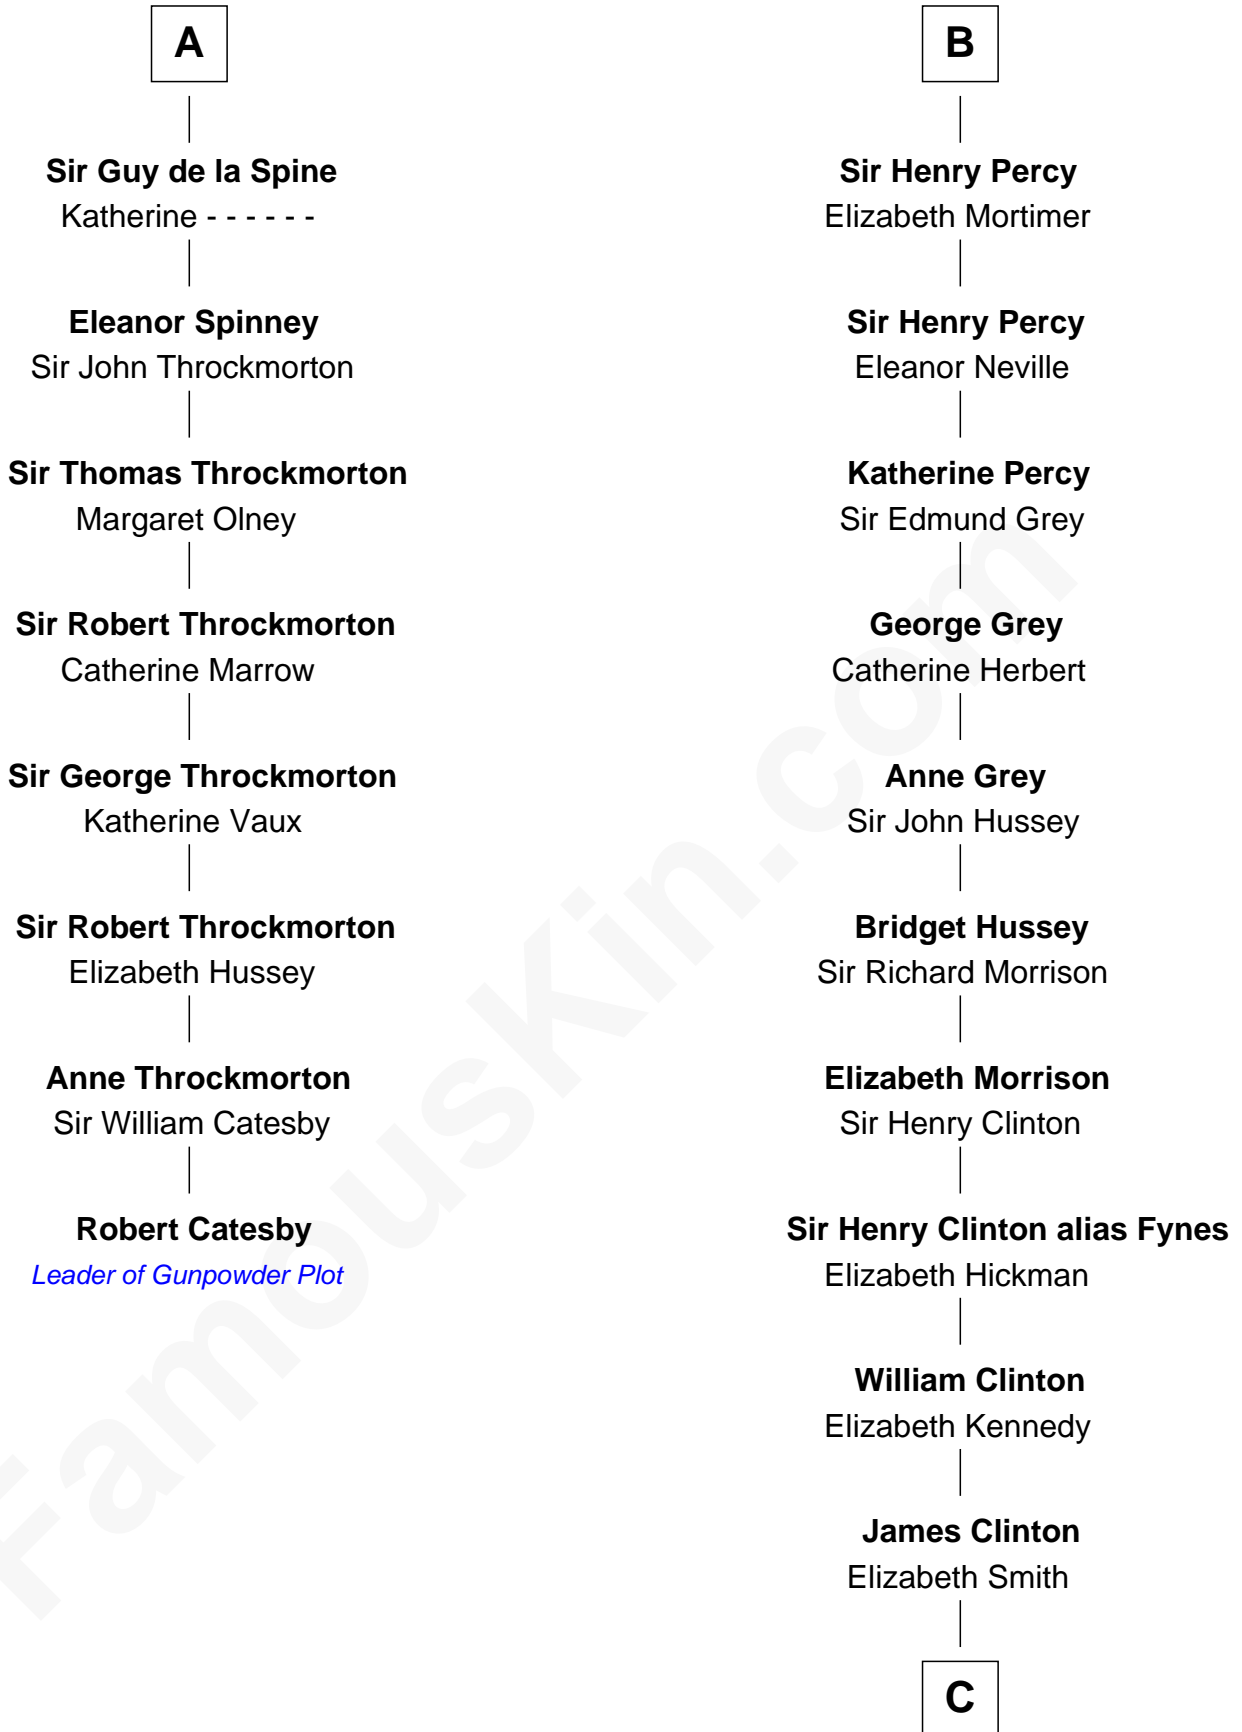 A
Sir Guy de la Spine
Katherine - - - - - -
Eleanor Spinney
Sir John Throckmorton
Sir Thomas Throckmorton
Margaret Olney
Sir Robert Throckmorton
Catherine Marrow
Sir George Throckmorton
Katherine Vaux
Sir Robert Throckmorton
Elizabeth Hussey
Anne Throckmorton
Sir William Catesby
Robert Catesby
Leader of Gunpowder Plot
B
Sir Henry Percy
Elizabeth Mortimer
Sir Henry Percy
Eleanor Neville
Katherine Percy
Sir Edmund Grey
George Grey
Catherine Herbert
Anne Grey
Sir John Hussey
Bridget Hussey
Sir Richard Morrison
Elizabeth Morrison
Sir Henry Clinton
Sir Henry Clinton alias Fynes
Elizabeth Hickman
William Clinton
Elizabeth Kennedy
James Clinton
Elizabeth Smith
C
FamousKin.com